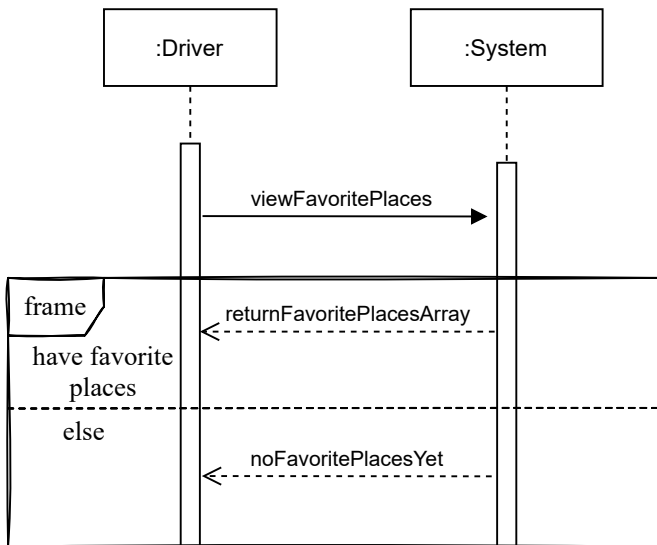 :Driver
:System
viewFavoritePlaces
frame
returnFavoritePlacesArray
have favorite
places
else
noFavoritePlacesYet